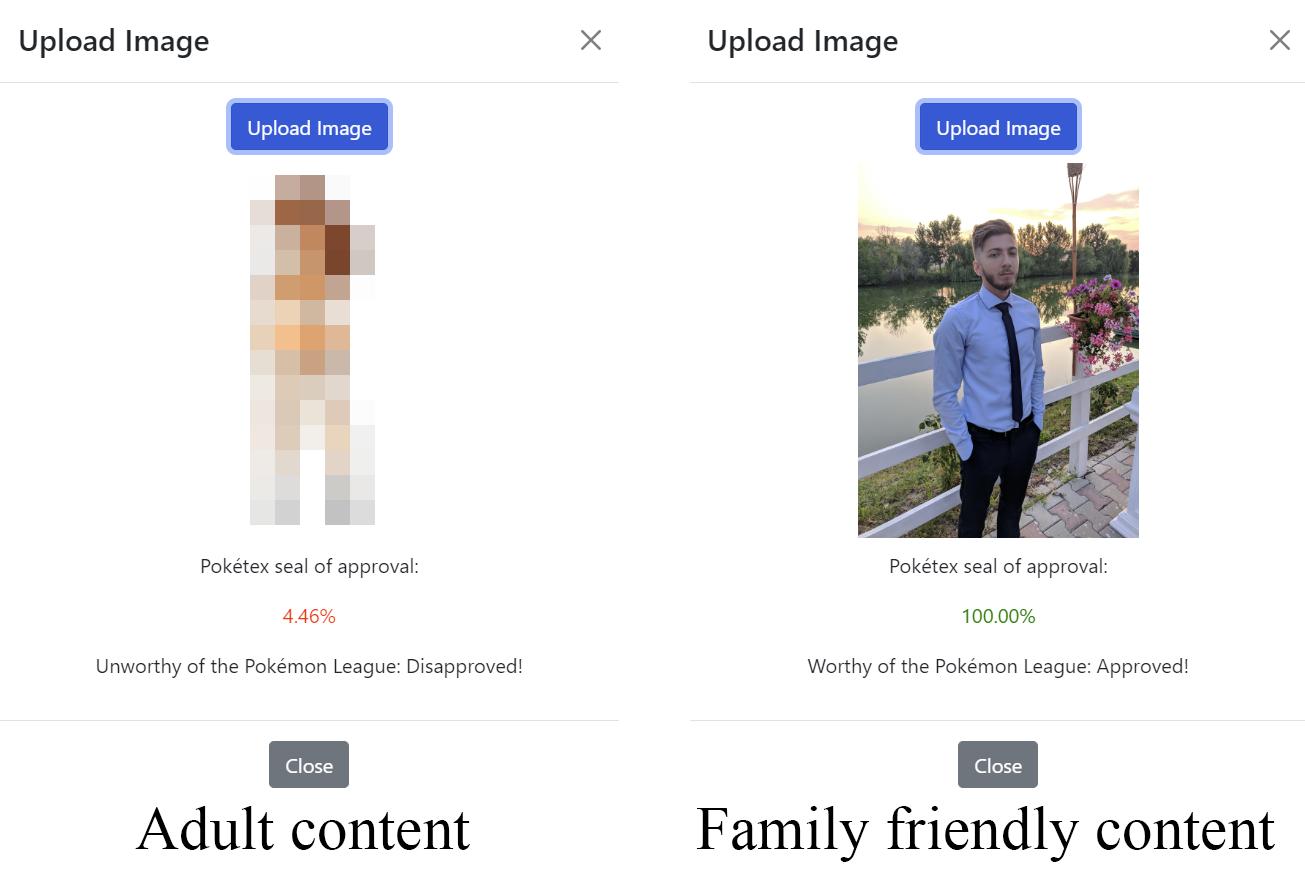 Upload Image
Upload Image
Pokétex seal of approval:
4.46%
Unworthy of the Pokémon League: Disapproved!
Close
Adult content
Upload Image
Upload Image
Pokétex seal of approval:
100.00%
Worthy of the Pokémon League: Approved!
Close
Family friendly content